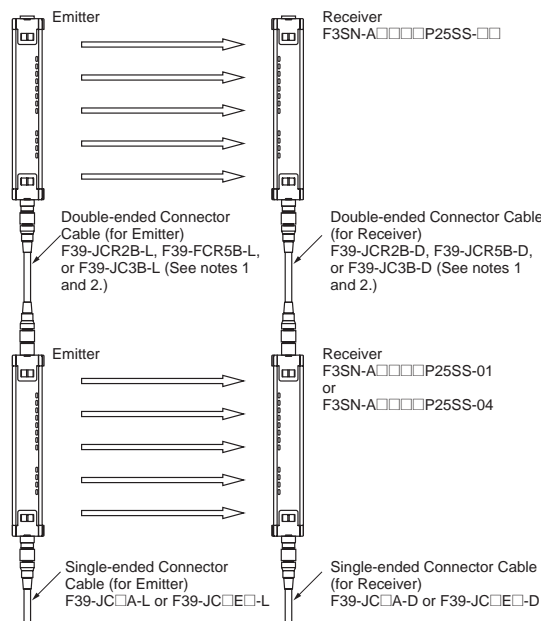 Emitter
Receiver
F3SN-A□□□□P25SS-□□
Double-ended Connector
Cable (for Emitter)
F39-JCR2B-L, F39-FCR5B-L,
or F39-JC3B-L (See notes 1
and 2.)
Double-ended Connector Cable
(for Receiver)
F39-JCR2B-D, F39-JCR5B-D,
or F39-JC3B-D (See notes 1
and 2.)
Emitter
Receiver
F3SN-A□□□□P25SS-01
or
F3SN-A□□□□P25SS-04
Single-ended Connector
Cable (for Emitter)
F39-JC□A-L or F39-JC□E□-L
Single-ended Connector Cable
(for Receiver)
F39-JC□A-D or F39-JC□E□-D